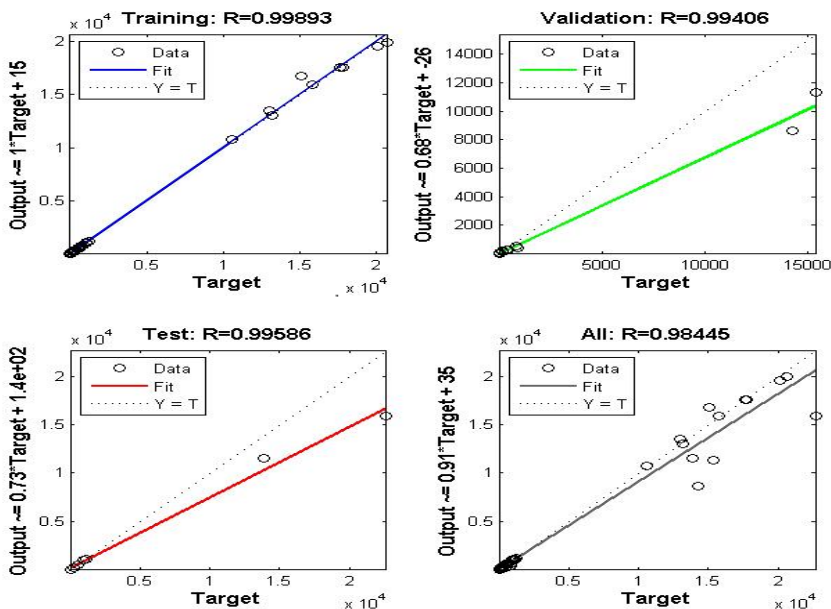 Training: R=0.99893
x 10^4
Output ~= 1*Target + 15
2
1.5
1
0.5
Data
Fit
Y = T
0.5
1
1.5
2
x 10^4
Target
Validation: R=0.99406
Output ~= 0.68*Target + -26
14000
12000
10000
8000
6000
4000
2000
Data
Fit
Y = T
5000
10000
15000
Target
Test: R=0.99586
x 10^4
Output ~= 0.73*Target + 1.4e+02
2
1.5
1
0.5
Data
Fit
Y = T
0.5
1
1.5
2
x 10^4
Target
All: R=0.98445
x 10^4
Output ~= 0.91*Target + 35
2
1.5
1
0.5
Data
Fit
Y = T
0.5
1
1.5
2
x 10^4
Target